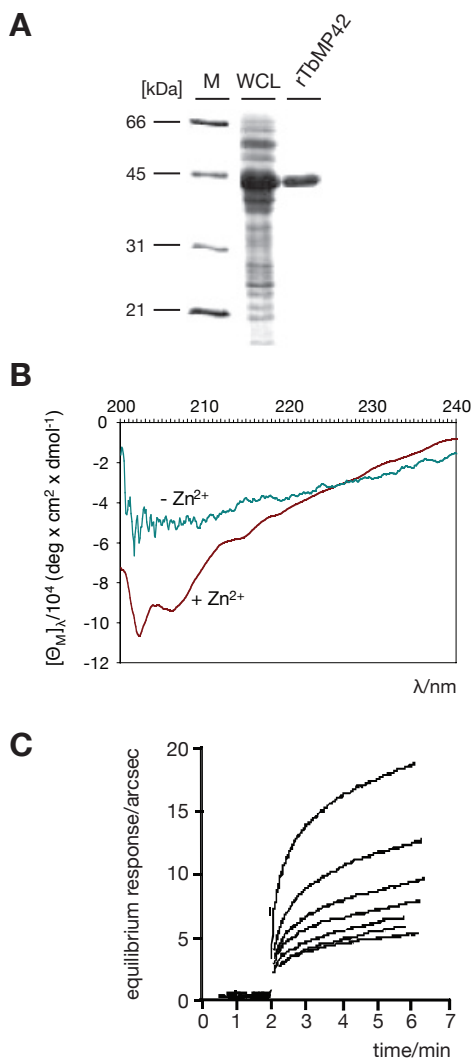 A
[kDa] M WCL rTbMP42
66
45
31
21
B
200 210 220 230 240
0
-2
-4
-6
-8
-10
-12
- Zn²⁺
+ Zn²⁺
[ΘM]λ/10⁴ (deg x cm² x dmol⁻¹)
λ/nm
C
equilibrium response/arcsec
20
15
10
5
0
0 1 2 3 4 5 6 7
time/min